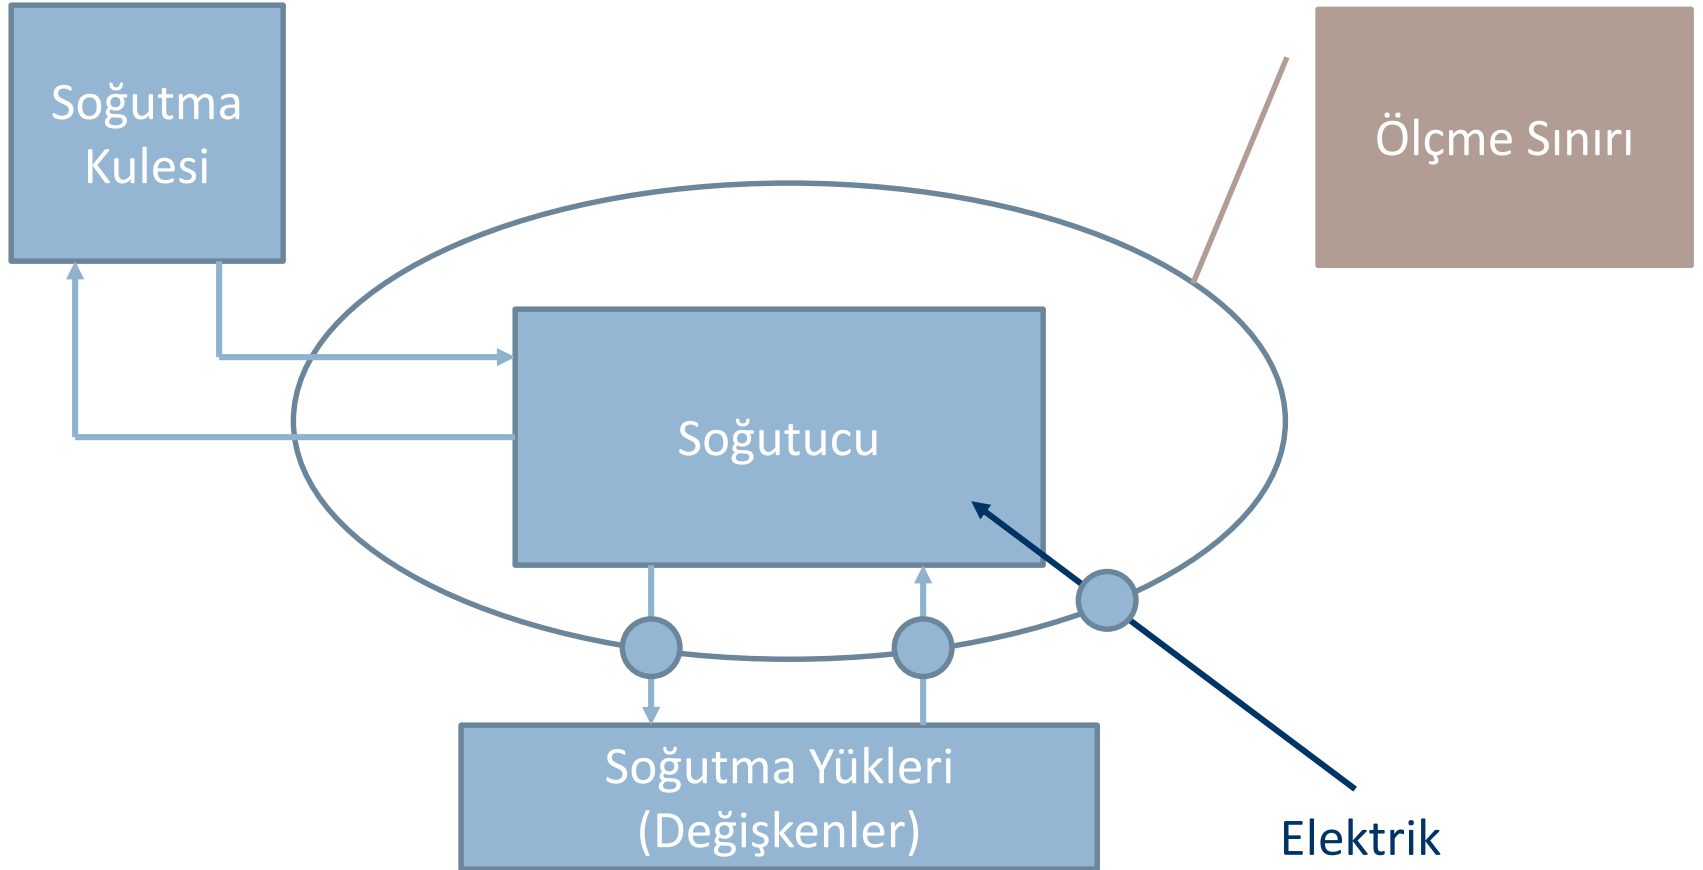 Soğutma
Kulesi
Ölçme Sınırı
Soğutucu
Soğutma Yükleri
(Değişkenler)
Elektrik